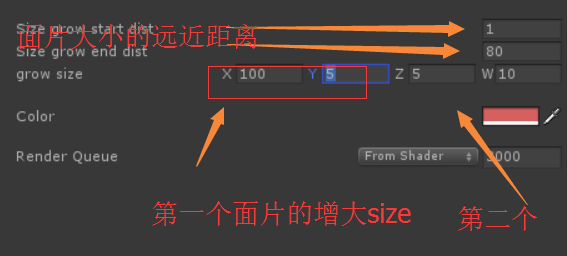 Size grow start dist 1
面片大小的远近距离
Size grow end dist 80
grow size X 100 Y 5 Z 5 W 10
Color
Render Queue From Shader 3000
第一个面片的增大size
第二个